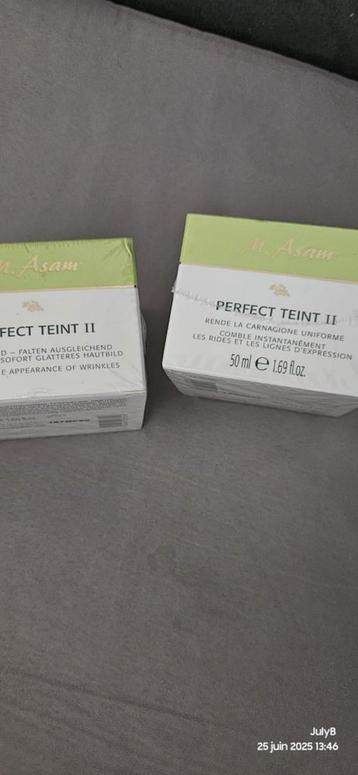 M. Asam
FECT TEINT II
D – FALTEN AUSGLEICHEND
SOFORT GLATTERES HAUTBILD
E APPEARANCE OF WRINKLES
M. Asam
PERFECT TEINT II
RENDE LA CARNAGIONE UNIFORME
COMBLE INSTANTANÉMENT
LES RIDES ET LES LIGNES D'EXPRESSION
50 ml ℮ 1.69 fl.oz.
JulyB
25 juin 2025 13:46